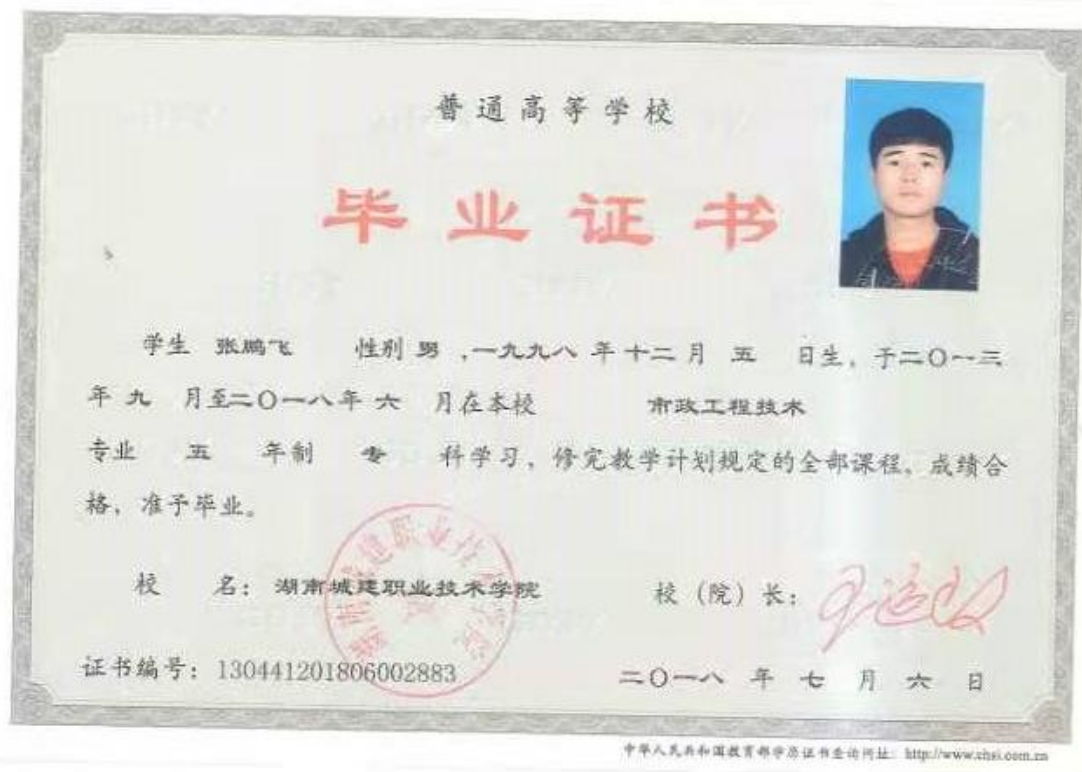 普通高等学校
毕业证书
学生 张鹏飞 性别 男 ,一九九八 年 十二 月 五 日生，于二〇一三
年 九 月至二〇一八年 六 月在本校 市政工程技术
专业 五 年制 专 科学习，修完教学计划规定的全部课程，成绩合
格，准予毕业。
校 名：湖南城建职业技术学院 校（院）长：
证书编号：130441201806002883 二〇一八 年 七 月 六 日
中华人民共和国教育部学历证书查询网址：http://www.chsi.com.cn